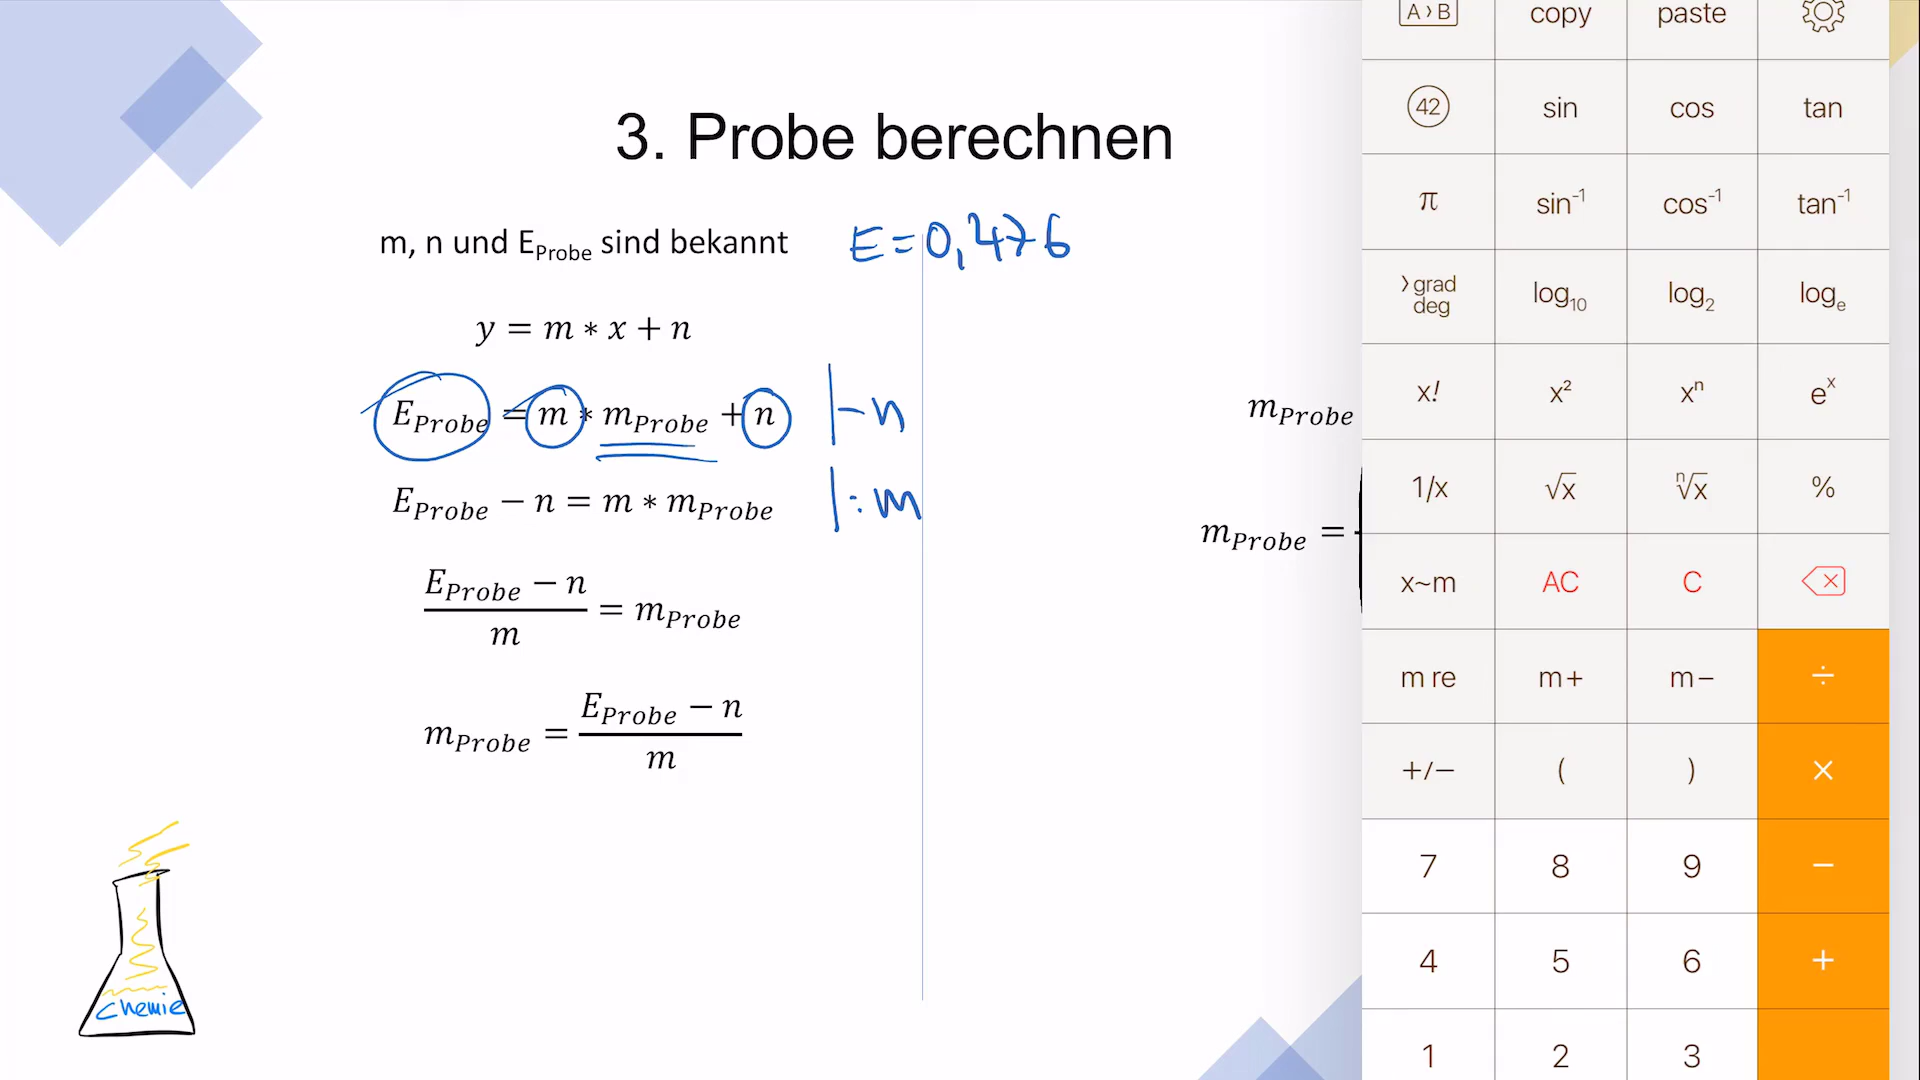 3. Probe berechnen
m, n und E_Probe sind bekannt
E = 0,476
y = m * x + n
E_Probe = m * m_Probe + n
|-n
E_Probe − n = m * m_Probe
|:m
E_Probe − n
m
= m_Probe
m_Probe =
E_Probe − n
m
m_Probe
m_Probe =
chemie
A›B copy paste
42 sin cos tan
π sin⁻¹ cos⁻¹ tan⁻¹
›grad
deg
log₁₀ log₂ logₑ
x! x² xⁿ eˣ
1/x √x ⁿ√x %
x~m AC C
m re m+ m− ÷
+/− ( ) ×
7 8 9 −
4 5 6 +
1 2 3